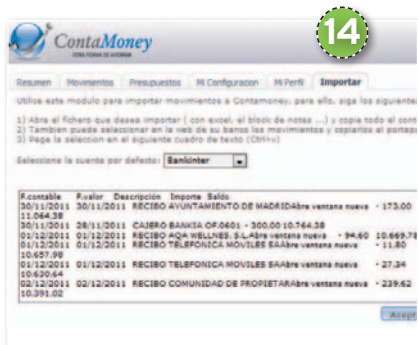 14
ContaMoney
OTRA FORMA DE AHORRAR
Resumen Movimientos Presupuestos Mi Configuracion Mi Perfil Importar
Utilice este modulo para importar movimientos a Contamoney, para ello, siga los siguientes
1) Abra el fichero que desea importar ( con excel, el block de notas ...) y copie todo el cont
2) Tambien puede seleccionar en la web de su banco los movimientos y copiarlos al portap
3) Pege la seleccion en el siguiente cuadro de texto (Ctrl+v)
Seleccione la cuenta por defecto: Bankinter
F.contable F.valor Descripción Importe Saldo
30/11/2011 30/11/2011 RECIBO AYUNTAMIENTO DE MADRIDAbre ventana nueva - 173.00
11.064.38
30/11/2011 28/11/2011 CAJERO BANKIA OF.0601 - 300,00 10.764.38
01/12/2011 01/12/2011 RECIBO AQA WELLNES, S.LAbre ventana nueva - 94.60 10.669.78
01/12/2011 01/12/2011 RECIBO TELEFONICA MOVILES SAAbre ventana nueva - 11.80
10.657.98
01/12/2011 01/12/2011 RECIBO TELEFONICA MOVILES SAAbre ventana nueva - 27.34
10.630.64
02/12/2011 02/12/2011 RECIBO COMUNIDAD DE PROPIETARAbre ventana nueva - 239.62
10.391.02
Acept